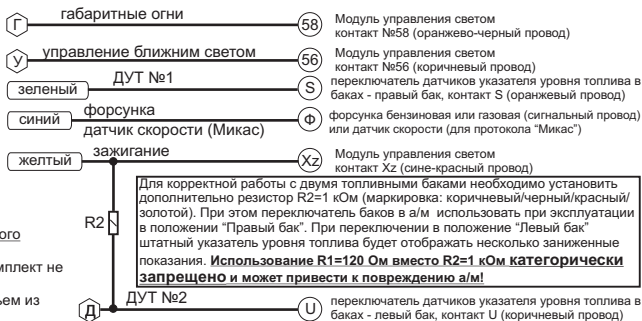 Г габаритные огни 58 Модуль управления светом
контакт №58 (оранжево-черный провод)
У управление ближним светом 56 Модуль управления светом
контакт №56 (коричневый провод)
зеленый ДУТ №1 S переключатель датчиков указателя уровня топлива в
баках - правый бак, контакт S (оранжевый провод)
синий форсунка Ф форсунка бензиновая или газовая (сигнальный провод)
датчик скорости (Микас) или датчик скорости (для протокола "Микас")
желтый зажигание Xz Модуль управления светом
контакт Xz (сине-красный провод)
Для корректной работы с двумя топливными баками необходимо установить
дополнительно резистор R2=1 кОм (маркировка: коричневый/черный/красный/
золотой). При этом переключатель баков в а/м использовать при эксплуатации
в положении "Правый бак". При переключении в положение "Левый бак"
штатный указатель уровня топлива будет отображать несколько заниженные
показания. Использование R1=120 Ом вместо R2=1 кОм категорически
запрещено и может привести к повреждению а/м!
R2
ого
мплект не
ем из
Д ДУТ №2 U переключатель датчиков указателя уровня топлива в
баках - левый бак, контакт U (коричневый провод)